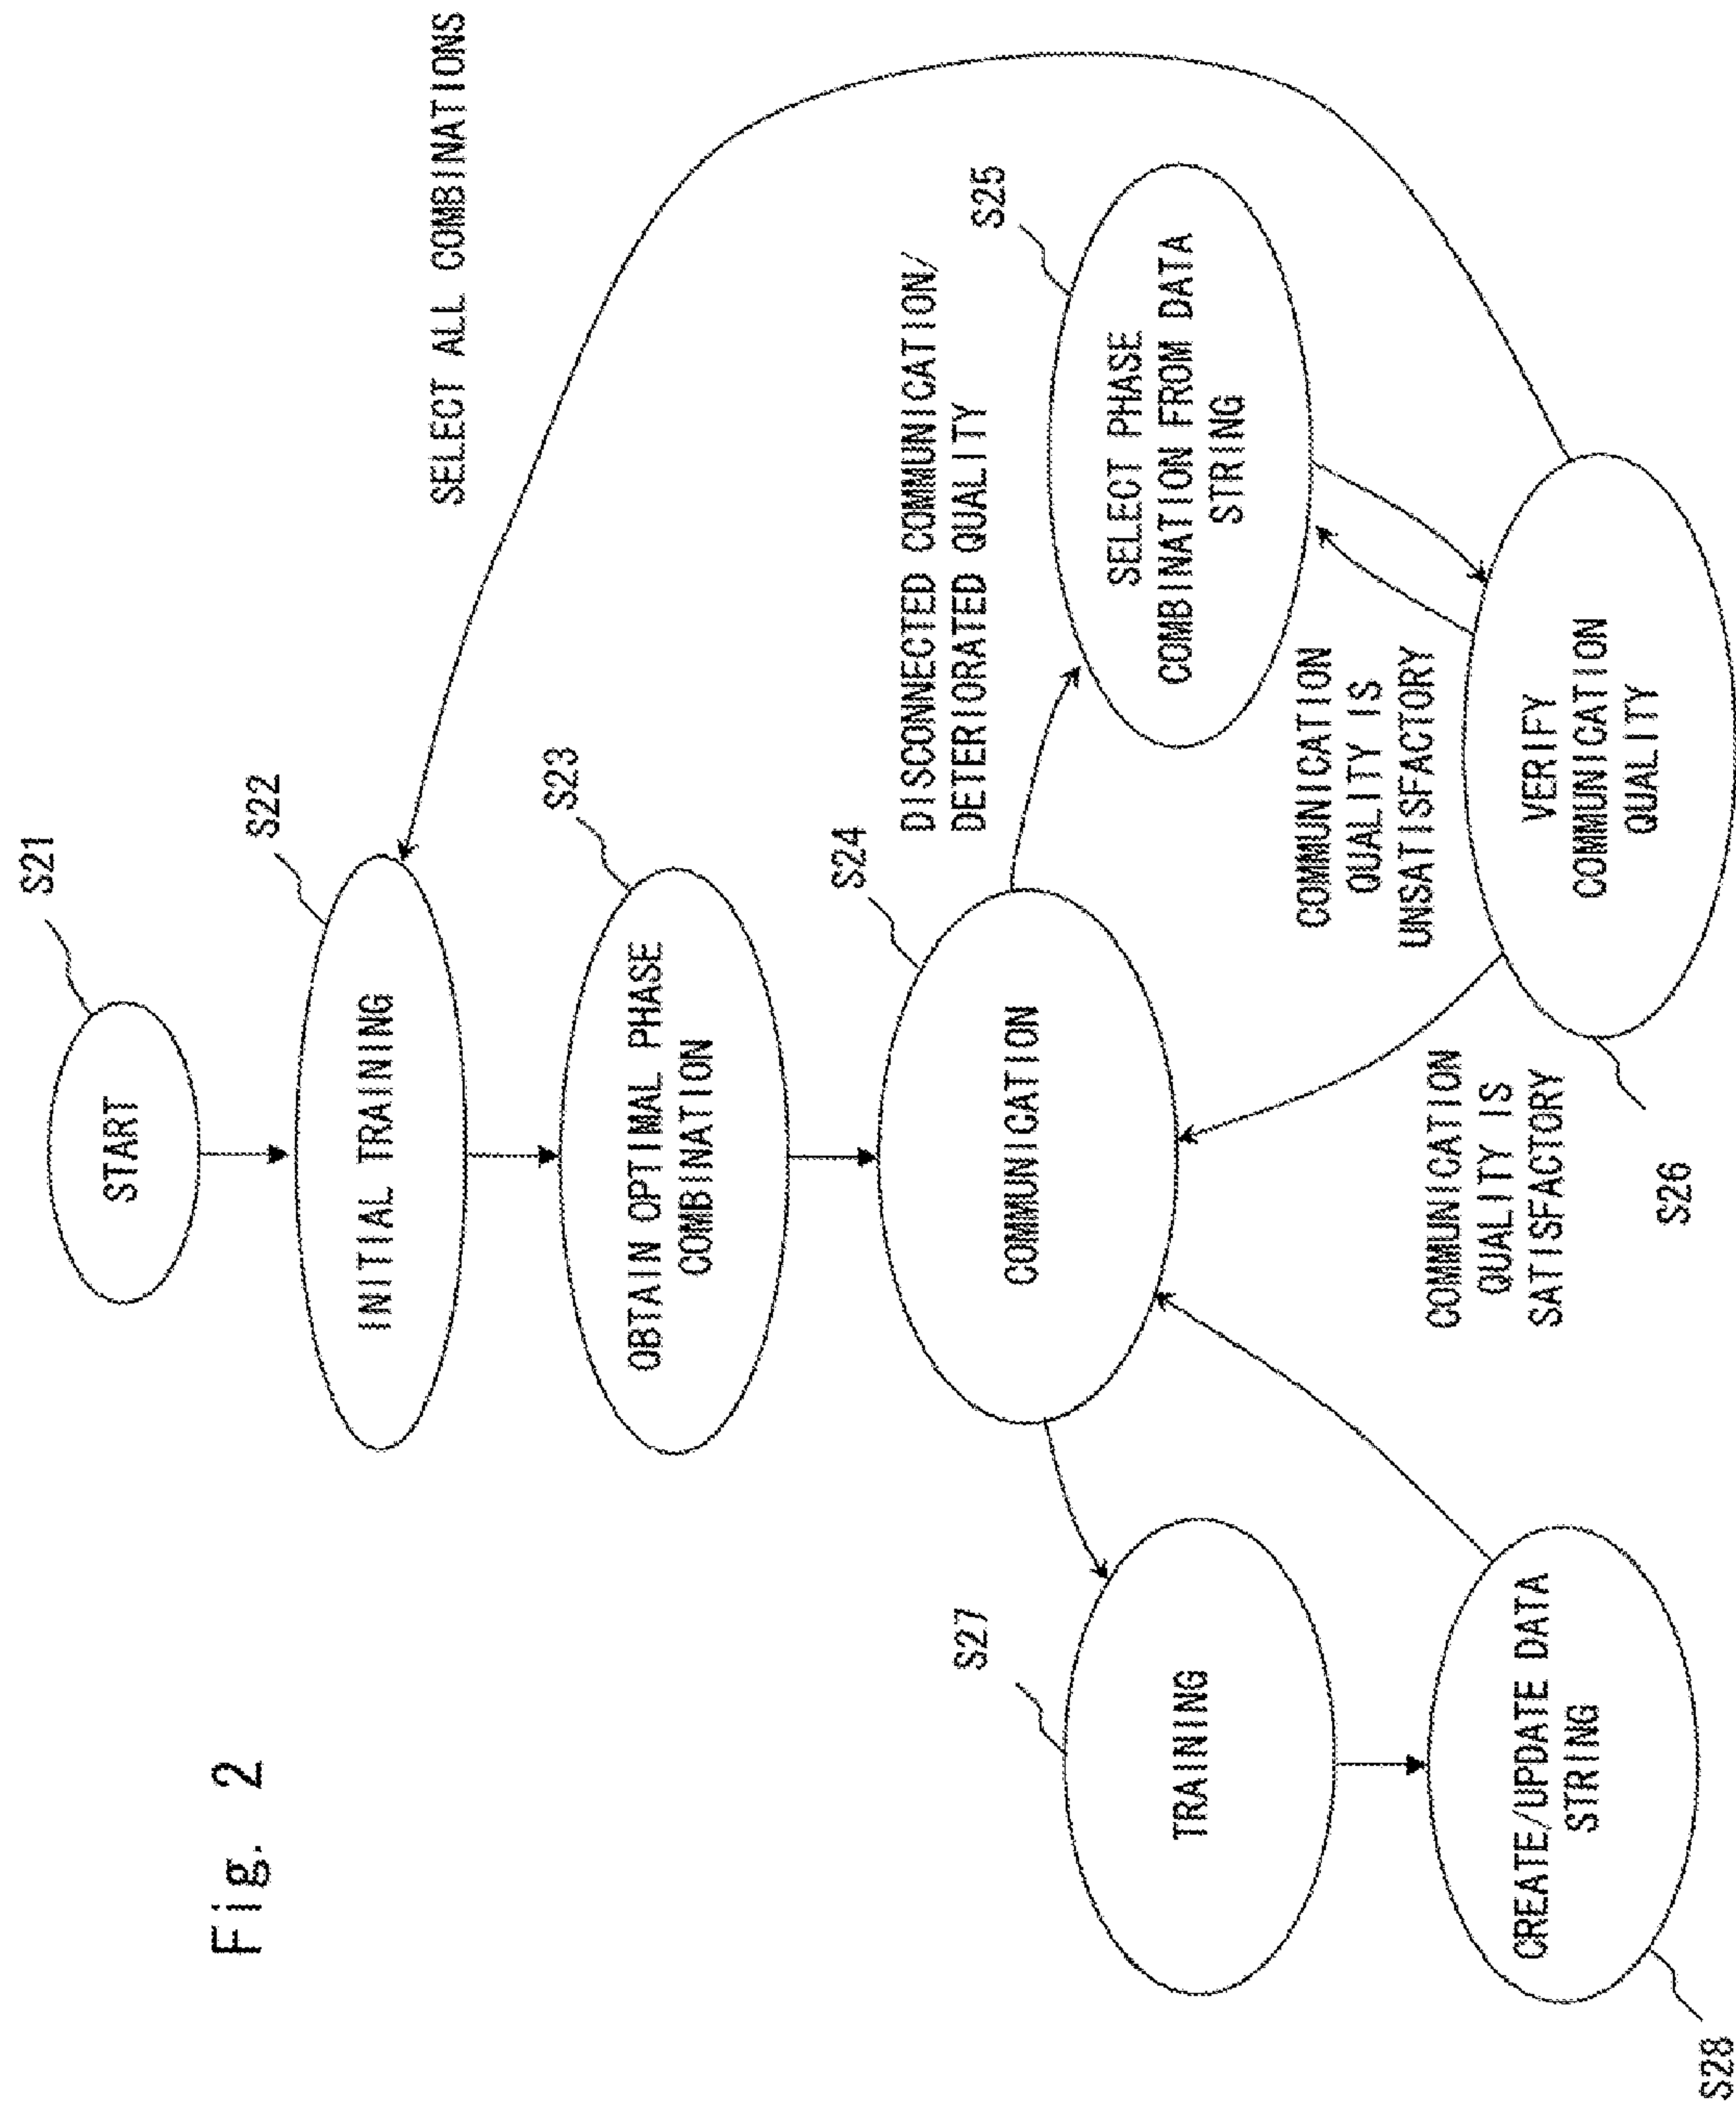 Fig. 2
START
S21
INITIAL TRAINING
S22
SELECT ALL COMBINATIONS
OBTAIN OPTIMAL PHASE
COMBINATION
S23
COMMUNICATION
S24
DISCONNECTED COMMUNICATION/
DETERIORATED QUALITY
SELECT PHASE
COMBINATION FROM DATA
STRING
S25
COMMUNICATION
QUALITY IS
UNSATISFACTORY
VERIFY
COMMUNICATION
QUALITY
S26
COMMUNICATION
QUALITY IS
SATISFACTORY
TRAINING
S27
CREATE/UPDATE DATA
STRING
S28